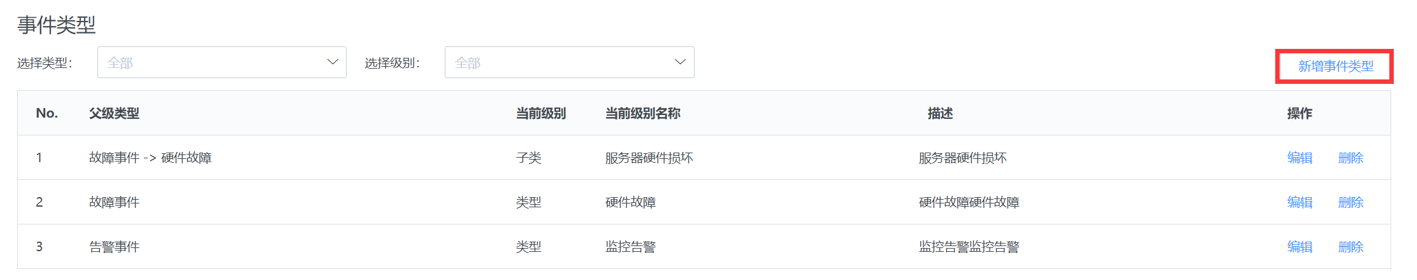 事件类型
选择类型: 全部 选择级别: 全部 新增事件类型
No. 父级类型 当前级别 当前级别名称 描述 操作
1 故障事件 -> 硬件故障 子类 服务器硬件损坏 服务器硬件损坏 编辑 删除
2 故障事件 类型 硬件故障 硬件故障硬件故障 编辑 删除
3 告警事件 类型 监控告警 监控告警监控告警 编辑 删除